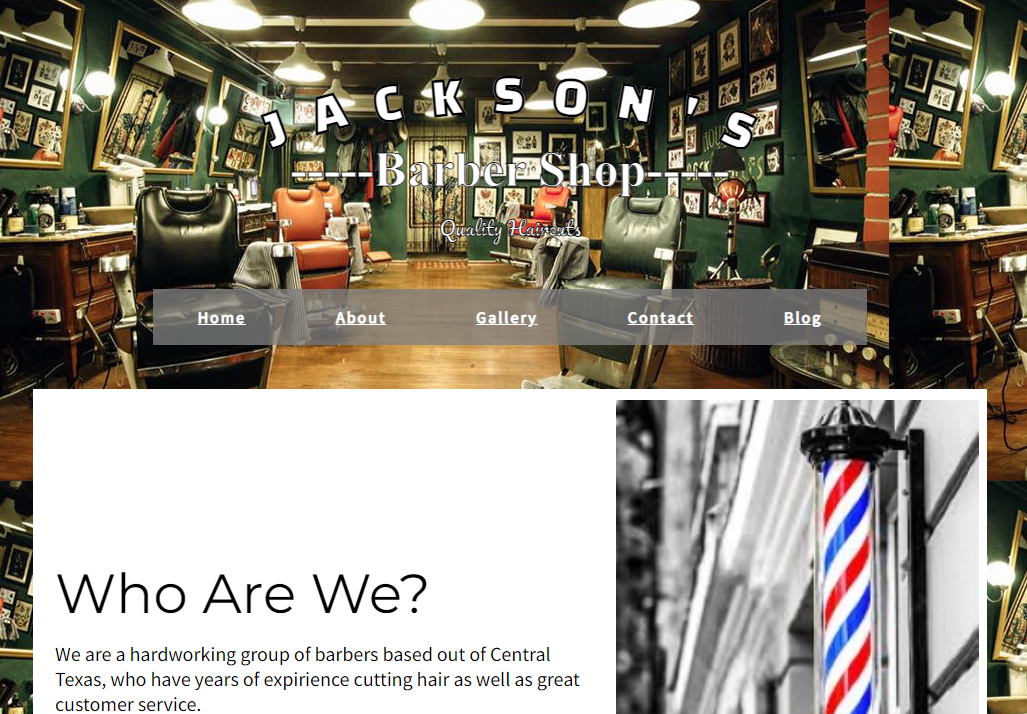 JACKSON'S
-----Barber Shop-----
Quality Haircuts
Home About Gallery Contact Blog
Who Are We?
We are a hardworking group of barbers based out of Central
Texas, who have years of expirience cutting hair as well as great
customer service.